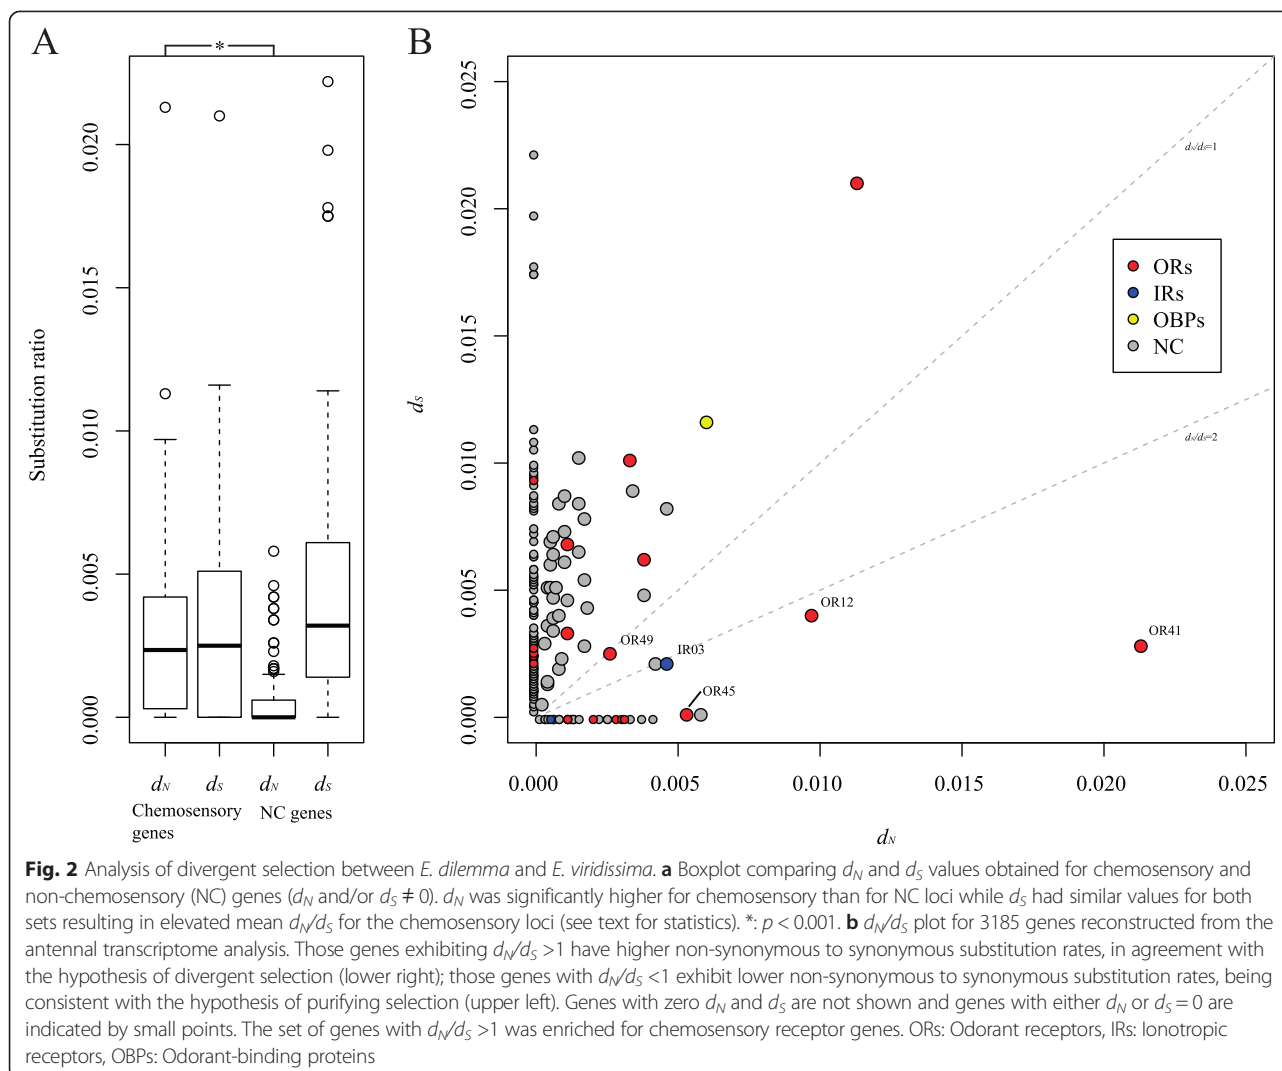 A
B
*
Substitution ratio
0.000
0.005
0.010
0.015
0.020
dN
dS
dN
dS
Chemosensory
genes
NC genes
dS
0.000
0.005
0.010
0.015
0.020
0.025
dN/dS=1
dN/dS=2
ORs
IRs
OBPs
NC
OR12
OR41
OR49
IR03
OR45
0.000
0.005
0.010
0.015
0.020
0.025
dN
Fig. 2 Analysis of divergent selection between E. dilemma and E. viridissima. a Boxplot comparing dN and dS values obtained for chemosensory and
non-chemosensory (NC) genes (dN and/or dS ≠ 0). dN was significantly higher for chemosensory than for NC loci while dS had similar values for both
sets resulting in elevated mean dN/dS for the chemosensory loci (see text for statistics). *: p < 0.001. b dN/dS plot for 3185 genes reconstructed from the
antennal transcriptome analysis. Those genes exhibiting dN/dS >1 have higher non-synonymous to synonymous substitution rates, in agreement with
the hypothesis of divergent selection (lower right); those genes with dN/dS <1 exhibit lower non-synonymous to synonymous substitution rates, being
consistent with the hypothesis of purifying selection (upper left). Genes with zero dN and dS are not shown and genes with either dN or dS = 0 are
indicated by small points. The set of genes with dN/dS >1 was enriched for chemosensory receptor genes. ORs: Odorant receptors, IRs: Ionotropic
receptors, OBPs: Odorant-binding proteins